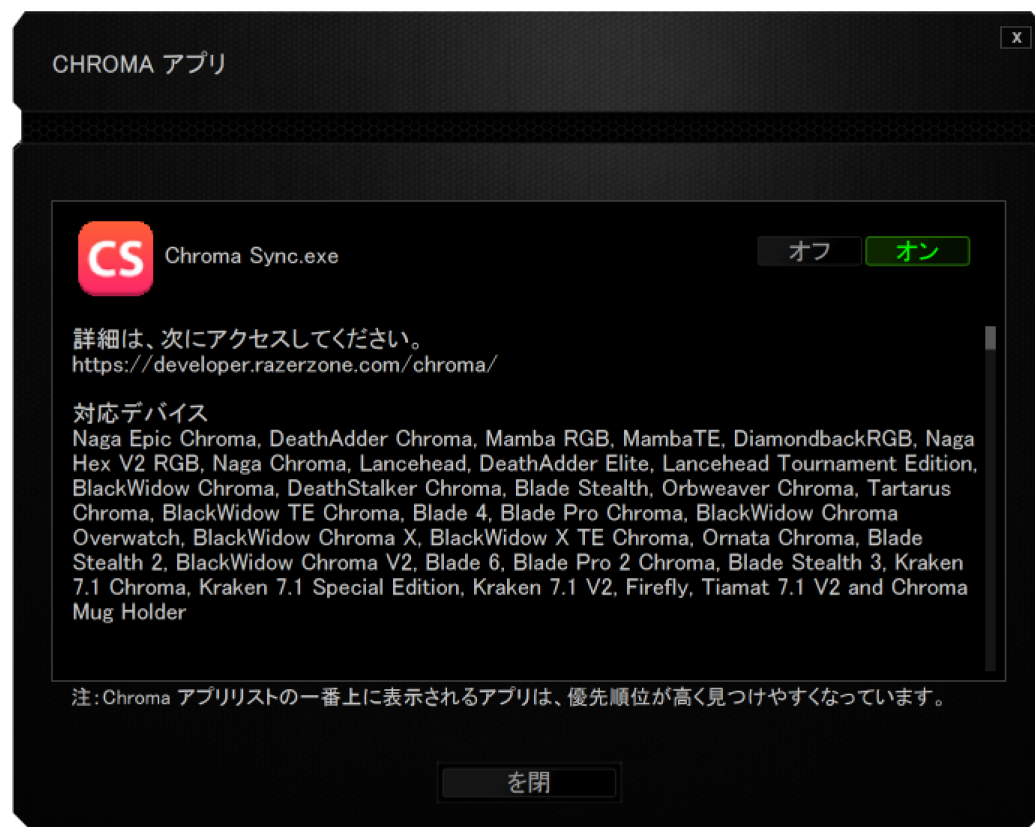 X
CHROMA アプリ
CS
Chroma Sync.exe
オフ
オン
詳細は、次にアクセスしてください。
https://developer.razerzone.com/chroma/
対応デバイス
Naga Epic Chroma, DeathAdder Chroma, Mamba RGB, MambaTE, DiamondbackRGB, Naga
Hex V2 RGB, Naga Chroma, Lancehead, DeathAdder Elite, Lancehead Tournament Edition,
BlackWidow Chroma, DeathStalker Chroma, Blade Stealth, Orbweaver Chroma, Tartarus
Chroma, BlackWidow TE Chroma, Blade 4, Blade Pro Chroma, BlackWidow Chroma
Overwatch, BlackWidow Chroma X, BlackWidow X TE Chroma, Ornata Chroma, Blade
Stealth 2, BlackWidow Chroma V2, Blade 6, Blade Pro 2 Chroma, Blade Stealth 3, Kraken
7.1 Chroma, Kraken 7.1 Special Edition, Kraken 7.1 V2, Firefly, Tiamat 7.1 V2 and Chroma
Mug Holder
注:Chroma アプリリストの一番上に表示されるアプリは、優先順位が高く見つけやすくなっています。
を閉